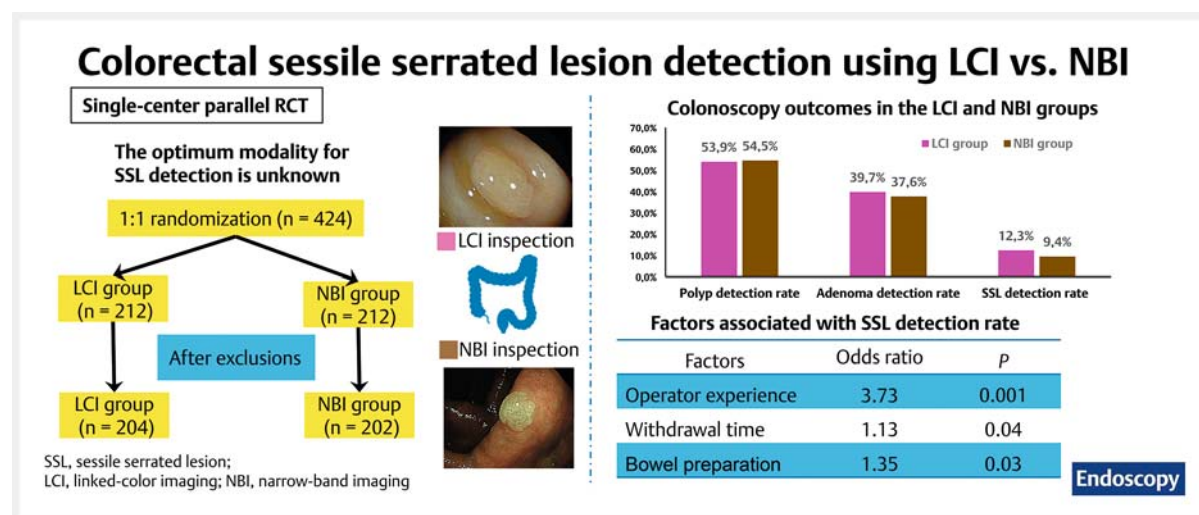 Colorectal sessile serrated lesion detection using LCI vs. NBI
Single-center parallel RCT
The optimum modality for
SSL detection is unknown
1:1 randomization (n = 424)
LCI group
(n = 212)
NBI group
(n = 212)
After exclusions
LCI group
(n = 204)
NBI group
(n = 202)
SSL, sessile serrated lesion;
LCI, linked-color imaging; NBI, narrow-band imaging
LCI inspection
NBI inspection
Colonoscopy outcomes in the LCI and NBI groups
70,0%
60,0%
50,0%
40,0%
30,0%
20,0%
10,0%
0,0%
LCI group NBI group
53,9% 54,5%
39,7% 37,6%
12,3% 9,4%
Polyp detection rate Adenoma detection rate SSL detection rate
Factors associated with SSL detection rate
Factors Odds ratio P
Operator experience 3.73 0.001
Withdrawal time 1.13 0.04
Bowel preparation 1.35 0.03
Endoscopy